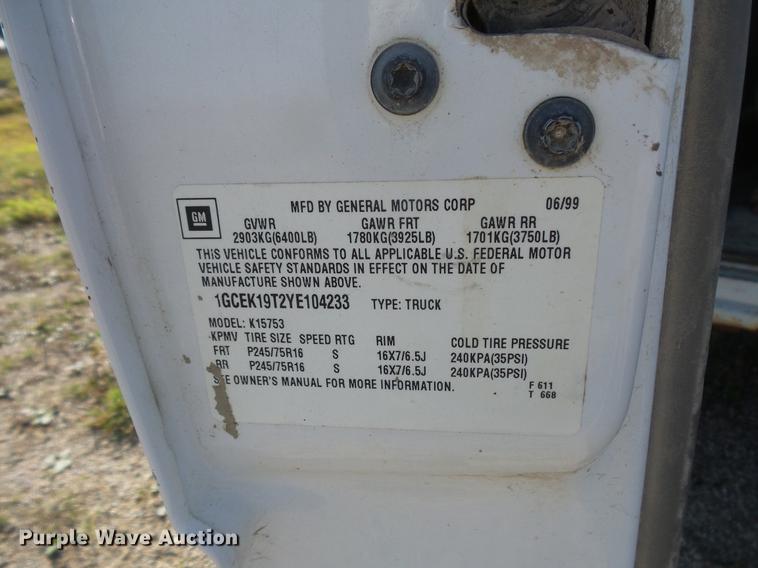 GM
MFD BY GENERAL MOTORS CORP 06/99
GVWR GAWR FRT GAWR RR
2903KG(6400LB) 1780KG(3925LB) 1701KG(3750LB)
THIS VEHICLE CONFORMS TO ALL APPLICABLE U.S. FEDERAL MOTOR
VEHICLE SAFETY STANDARDS IN EFFECT ON THE DATE OF
MANUFACTURE SHOWN ABOVE.
1GCEK19T2YE104233 TYPE: TRUCK
MODEL: K15753
KPMV TIRE SIZE SPEED RTG RIM COLD TIRE PRESSURE
FRT P245/75R16 S 16X7/6.5J 240KPA(35PSI)
RR P245/75R16 S 16X7/6.5J 240KPA(35PSI)
SEE OWNER'S MANUAL FOR MORE INFORMATION.
F 611
T 668
Purple Wave Auction